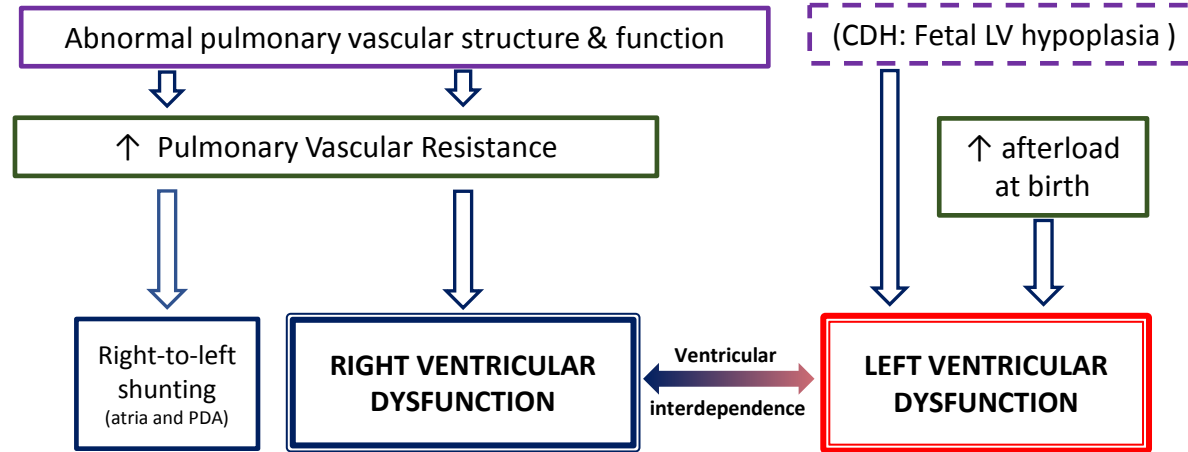 Abnormal pulmonary vascular structure & function
(CDH: Fetal LV hypoplasia )
↑ Pulmonary Vascular Resistance
↑ afterload
at birth
Right-to-left
shunting
(atria and PDA)
RIGHT VENTRICULAR
DYSFUNCTION
Ventricular
interdependence
LEFT VENTRICULAR
DYSFUNCTION